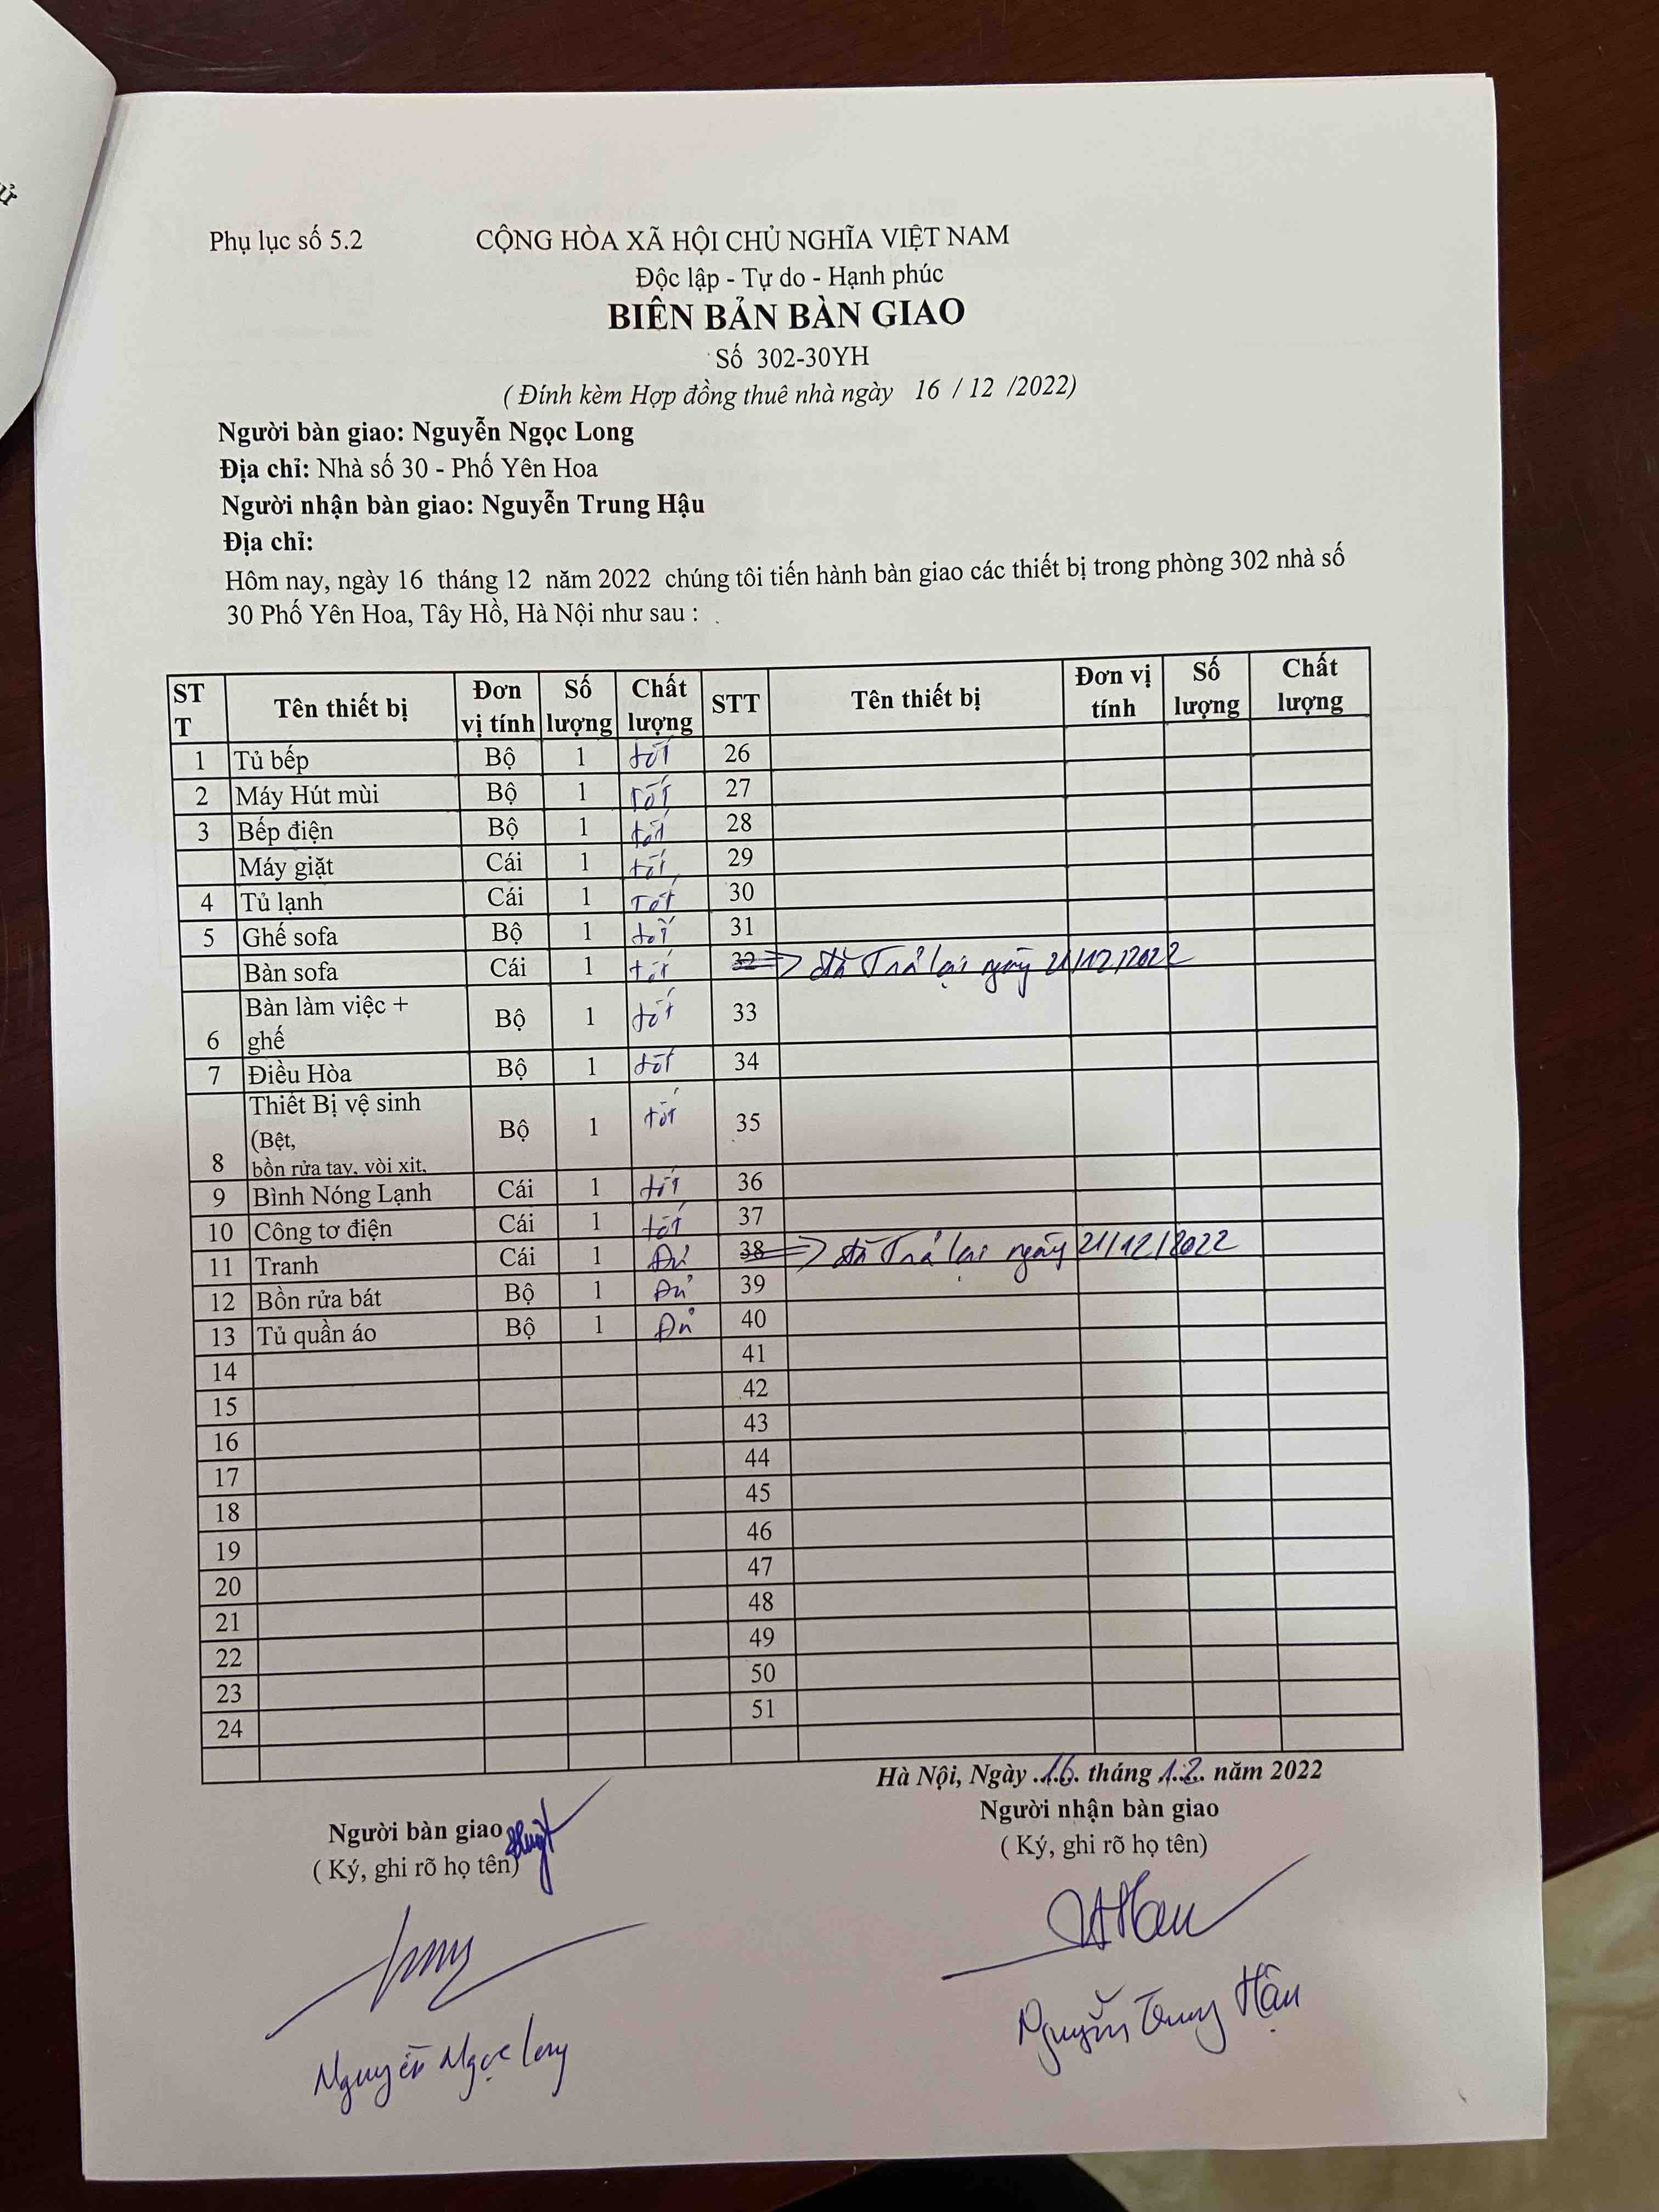 ử
Phụ lục số 5.2 CỘNG HÒA XÃ HỘI CHỦ NGHĨA VIỆT NAM
Độc lập - Tự do - Hạnh phúc
BIÊN BẢN BÀN GIAO
Số 302-30YH
( Đính kèm Hợp đồng thuê nhà ngày 16 / 12 /2022)
Người bàn giao: Nguyễn Ngọc Long
Địa chỉ: Nhà số 30 - Phố Yên Hoa
Người nhận bàn giao: Nguyễn Trung Hậu
Địa chỉ:
Hôm nay, ngày 16 tháng 12 năm 2022 chúng tôi tiến hành bàn giao các thiết bị trong phòng 302 nhà số
30 Phố Yên Hoa, Tây Hồ, Hà Nội như sau :
STT Tên thiết bị Đơn vị tính Số lượng Chất lượng STT Tên thiết bị Đơn vị tính Số lượng Chất lượng
1 Tủ bếp Bộ 1 tốt 26
2 Máy Hút mùi Bộ 1 Tốt 27
3 Bếp điện Bộ 1 tốt 28
Máy giặt Cái 1 tốt 29
4 Tủ lạnh Cái 1 Tốt 30
5 Ghế sofa Bộ 1 tốt 31
Bàn sofa Cái 1 tốt 32 => đã Trả lại ngày 21/12/2022
6 Bàn làm việc + ghế Bộ 1 tốt 33
7 Điều Hòa Bộ 1 tốt 34
8 Thiết Bị vệ sinh (Bệt, bồn rửa tay, vòi xịt, Bộ 1 tốt 35
9 Bình Nóng Lạnh Cái 1 tốt 36
10 Công tơ điện Cái 1 tốt 37
11 Tranh Cái 1 Đủ 38 => đã Trả lại ngày 21/12/2022
12 Bồn rửa bát Bộ 1 Đủ 39
13 Tủ quần áo Bộ 1 Đủ 40
14 41
15 42
16 43
17 44
18 45
19 46
20 47
21 48
22 49
23 50
24 51
Hà Nội, Ngày .16. tháng .12. năm 2022
Người bàn giao Người nhận bàn giao
( Ký, ghi rõ họ tên) ( Ký, ghi rõ họ tên)
Nguyễn Ngọc Long Nguyễn Trung Hậu